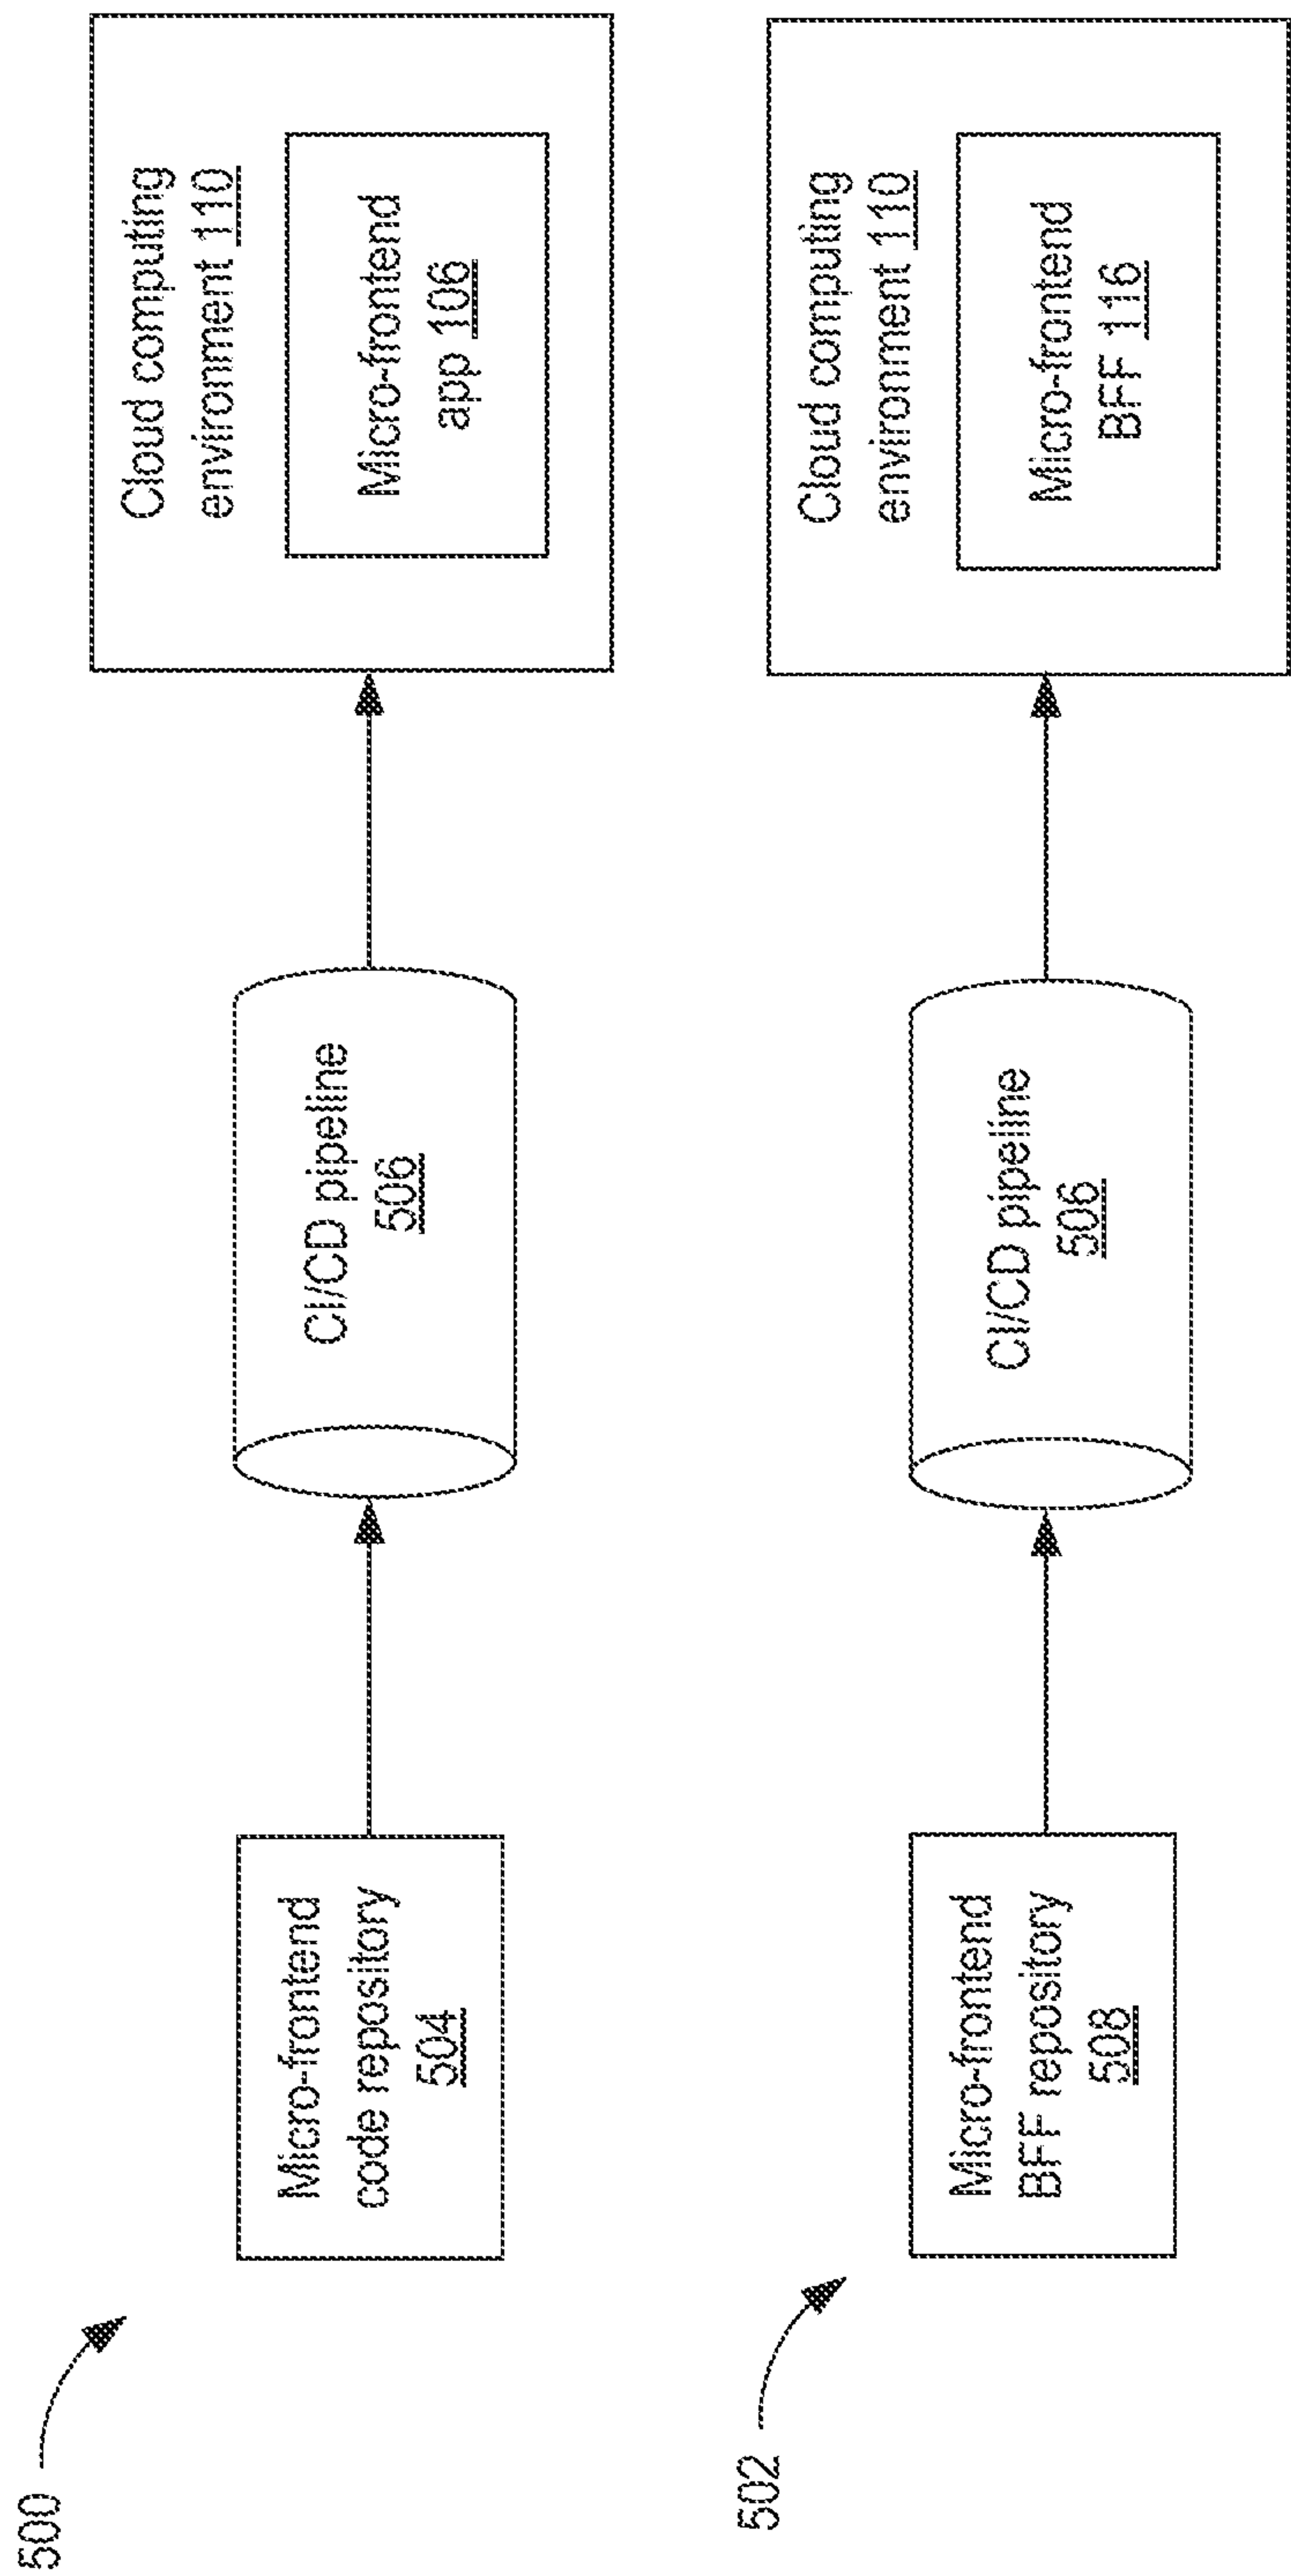 500
Micro-frontend
code repository
504
CI/CD pipeline
506
Cloud computing
environment 110
Micro-frontend
app 106
502
Micro-frontend
BFF repository
508
CI/CD pipeline
506
Cloud computing
environment 110
Micro-frontend
BFF 116